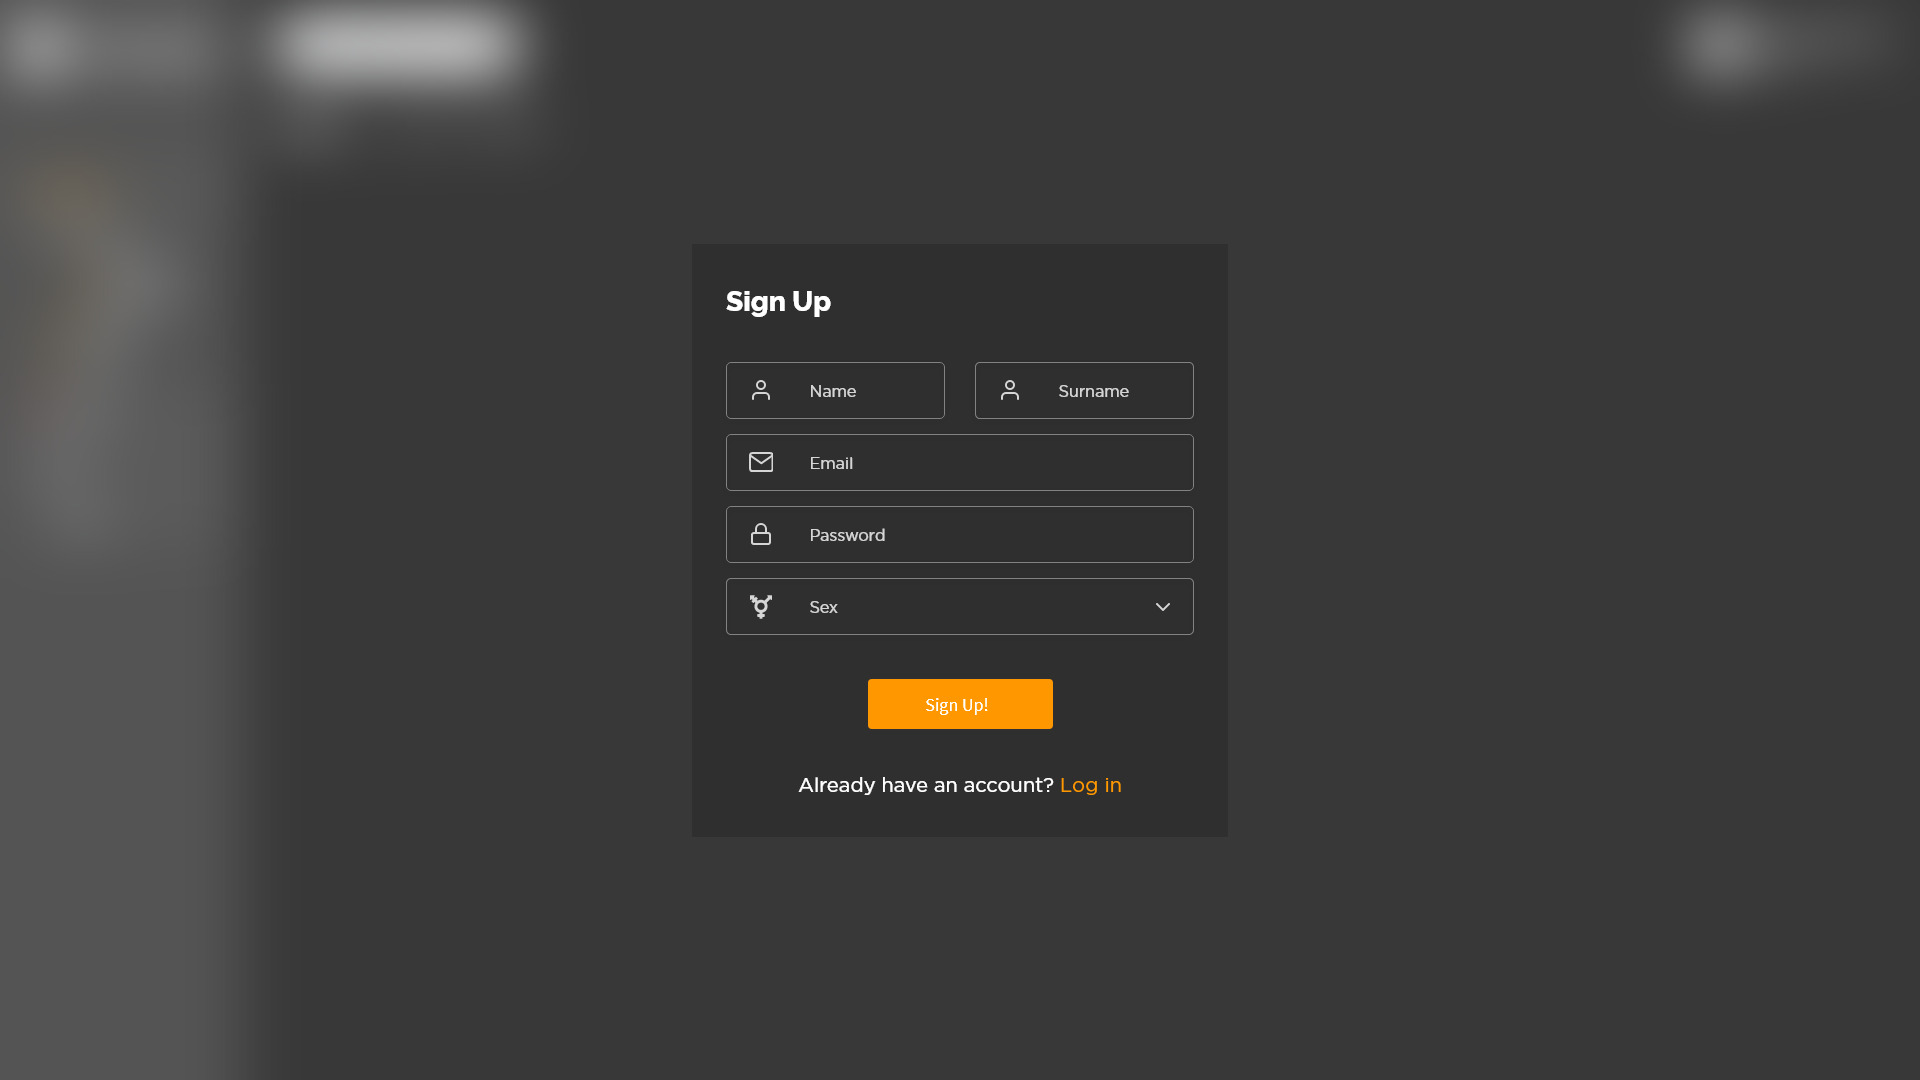 Sign Up
Name Surname
Email
Password
Sex
Sign Up!
Already have an account? Log in